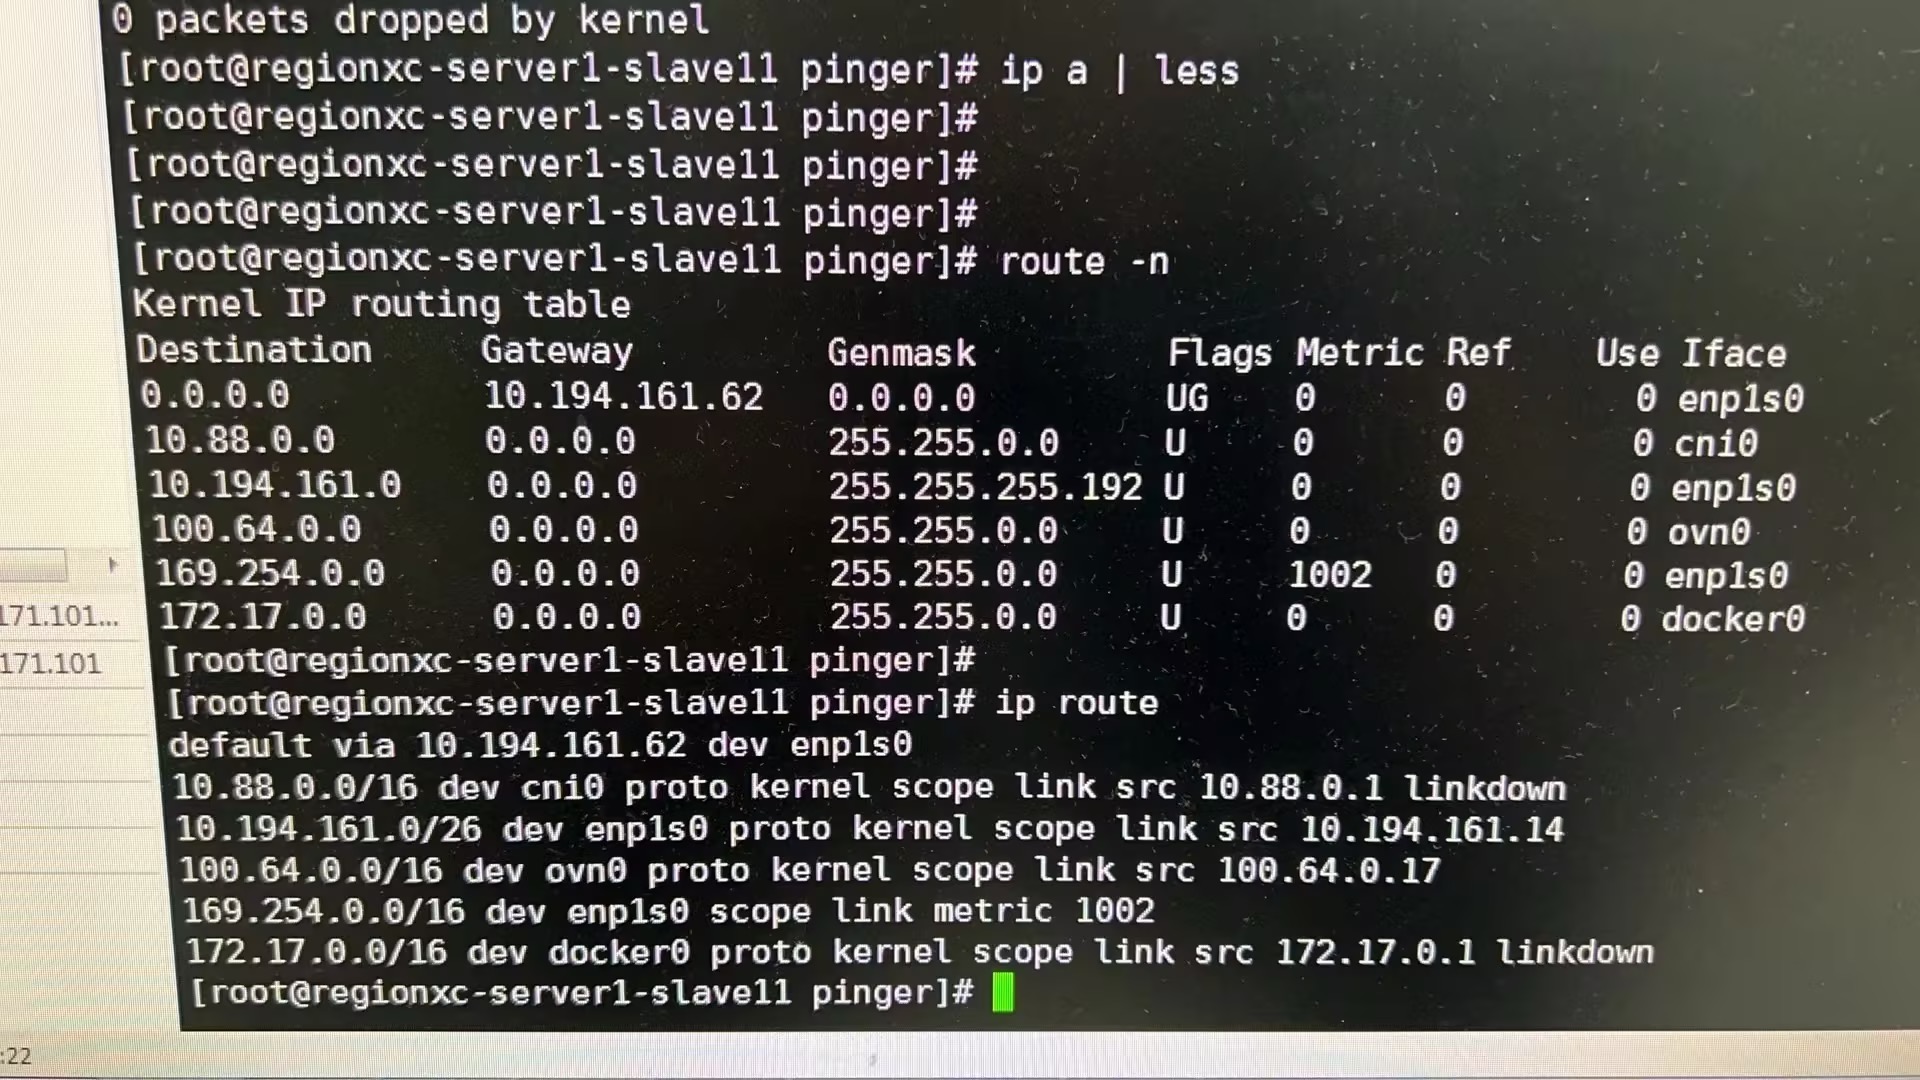 0 packets dropped by kernel
[root@regionxc-server1-slave11 pinger]# ip a | less
[root@regionxc-server1-slave11 pinger]#
[root@regionxc-server1-slave11 pinger]#
[root@regionxc-server1-slave11 pinger]#
[root@regionxc-server1-slave11 pinger]# route -n
Kernel IP routing table
Destination Gateway Genmask Flags Metric Ref Use Iface
0.0.0.0 10.194.161.62 0.0.0.0 UG 0 0 0 enp1s0
10.88.0.0 0.0.0.0 255.255.0.0 U 0 0 0 cni0
10.194.161.0 0.0.0.0 255.255.255.192 U 0 0 0 enp1s0
100.64.0.0 0.0.0.0 255.255.0.0 U 0 0 0 ovn0
169.254.0.0 0.0.0.0 255.255.0.0 U 1002 0 0 enp1s0
172.17.0.0 0.0.0.0 255.255.0.0 U 0 0 0 docker0
[root@regionxc-server1-slave11 pinger]#
[root@regionxc-server1-slave11 pinger]# ip route
default via 10.194.161.62 dev enp1s0
10.88.0.0/16 dev cni0 proto kernel scope link src 10.88.0.1 linkdown
10.194.161.0/26 dev enp1s0 proto kernel scope link src 10.194.161.14
100.64.0.0/16 dev ovn0 proto kernel scope link src 100.64.0.17
169.254.0.0/16 dev enp1s0 scope link metric 1002
172.17.0.0/16 dev docker0 proto kernel scope link src 172.17.0.1 linkdown
[root@regionxc-server1-slave11 pinger]#
171.101...
171.101
:22